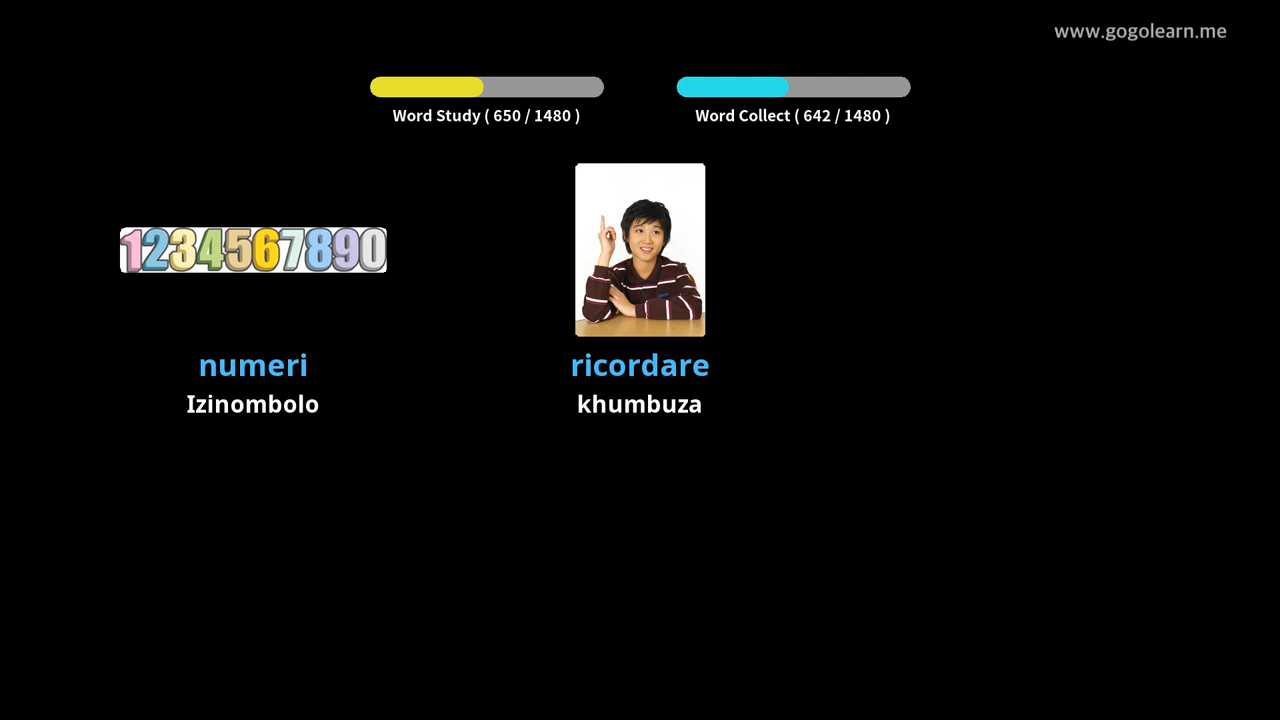 www.gogolearn.me
Word Study ( 650 / 1480 )
Word Collect ( 642 / 1480 )
1234567890
numeri
Izinombolo
ricordare
khumbuza